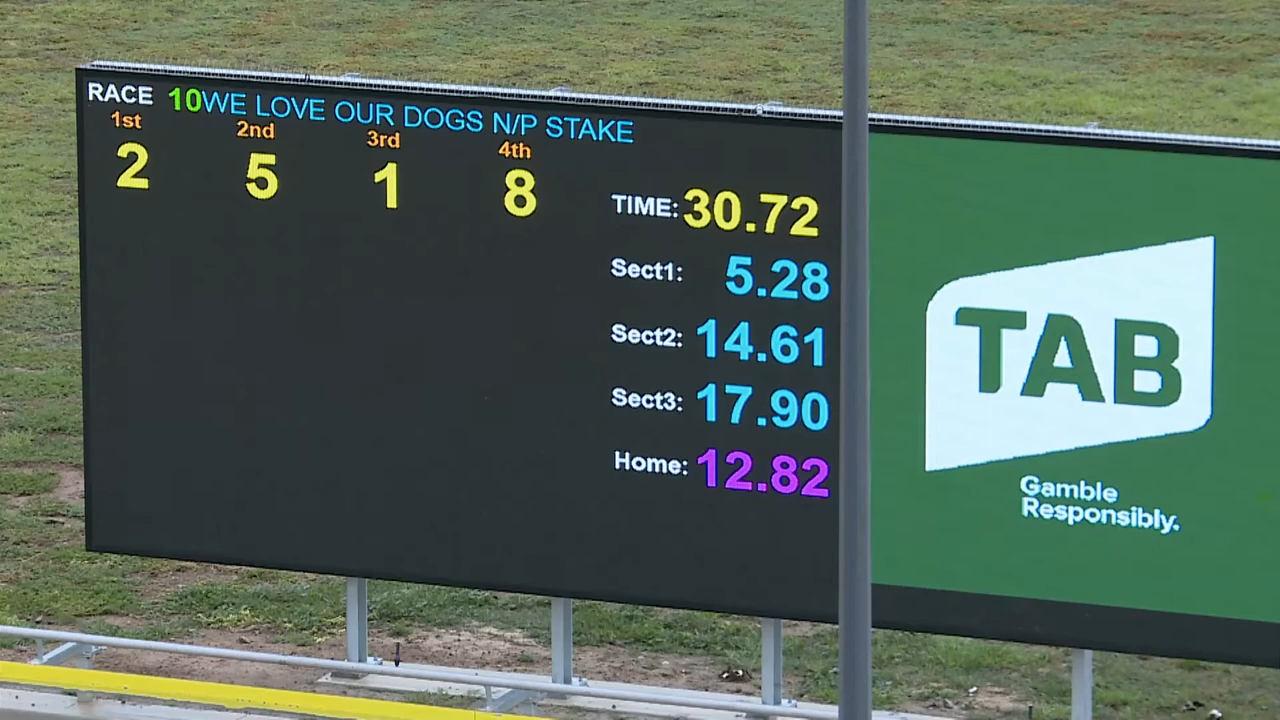 RACE 10WE LOVE OUR DOGS N/P STAKE
1st 2nd 3rd 4th
2 5 1 8
TIME: 30.72
Sect1: 5.28
Sect2: 14.61
Sect3: 17.90
Home: 12.82
TAB
Gamble
Responsibly.